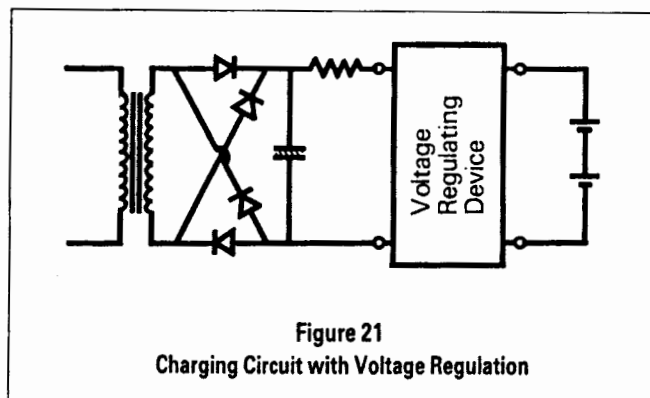 Voltage
Regulating
Device
Figure 21
Charging Circuit with Voltage Regulation